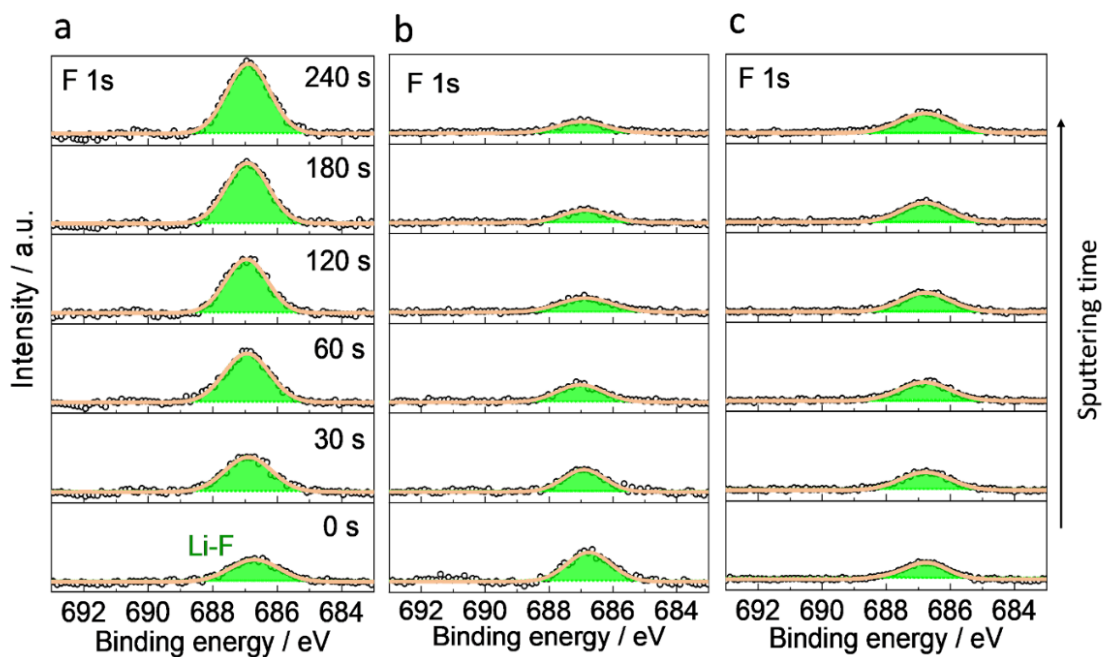 a
b
c
F 1s
240 s
F 1s
F 1s
180 s
120 s
60 s
30 s
0 s
Li-F
Intensity / a.u.
Sputtering time
692 690 688 686 684
692 690 688 686 684
692 690 688 686 684
Binding energy / eV
Binding energy / eV
Binding energy / eV